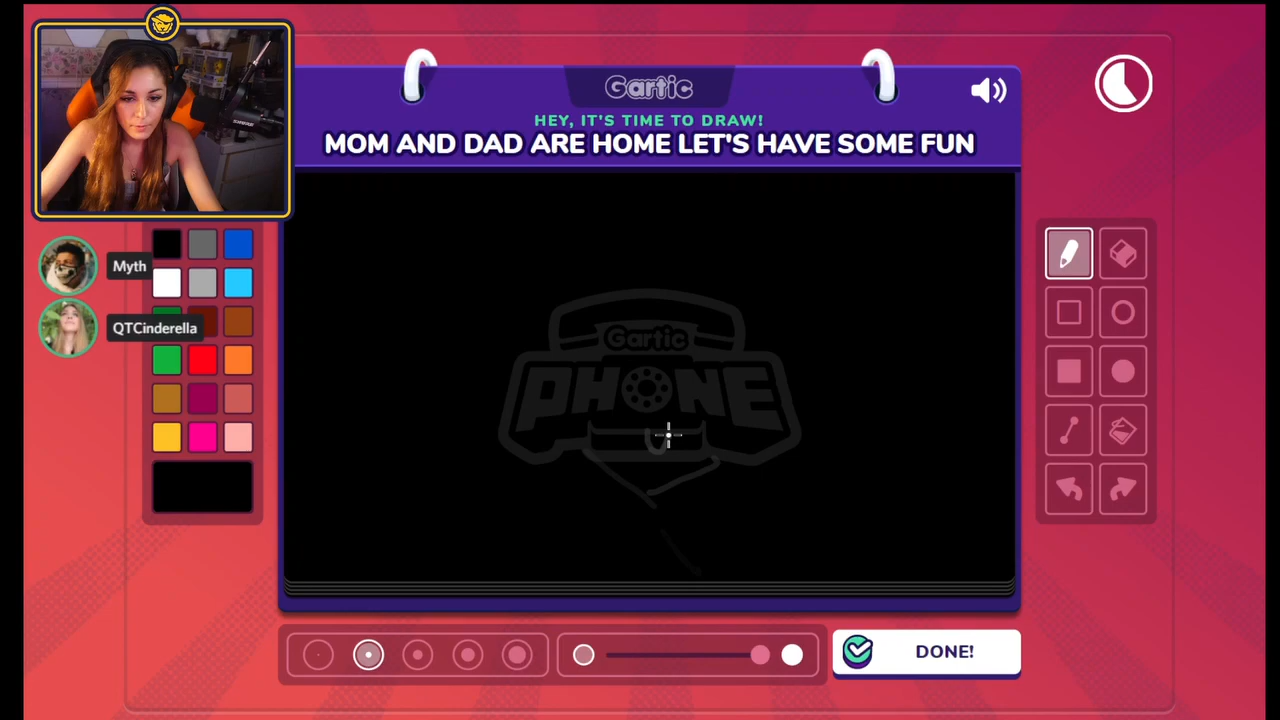 Gartic
HEY, IT'S TIME TO DRAW!
MOM AND DAD ARE HOME LET'S HAVE SOME FUN
Myth
QTCinderella
Gartic
PHONE
DONE!